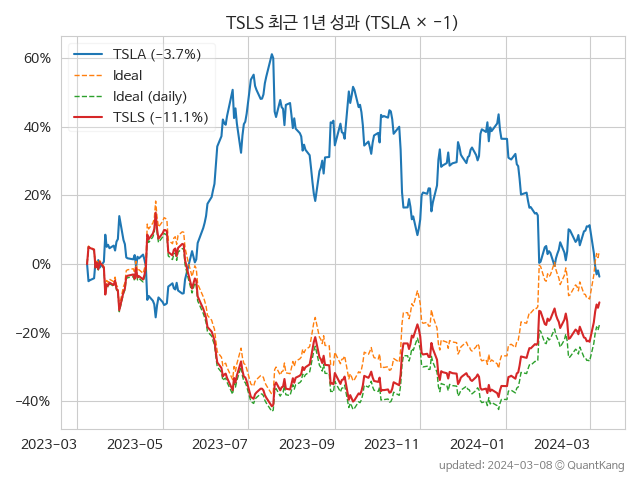 TSLS 최근 1년 성과 (TSLA × −1)
TSLA (−3.7%)
Ideal
Ideal (daily)
TSLS (−11.1%)
60%
40%
20%
0%
−20%
−40%
2023-03 2023-05 2023-07 2023-09 2023-11 2024-01 2024-03
updated: 2024-03-08 © QuantKang